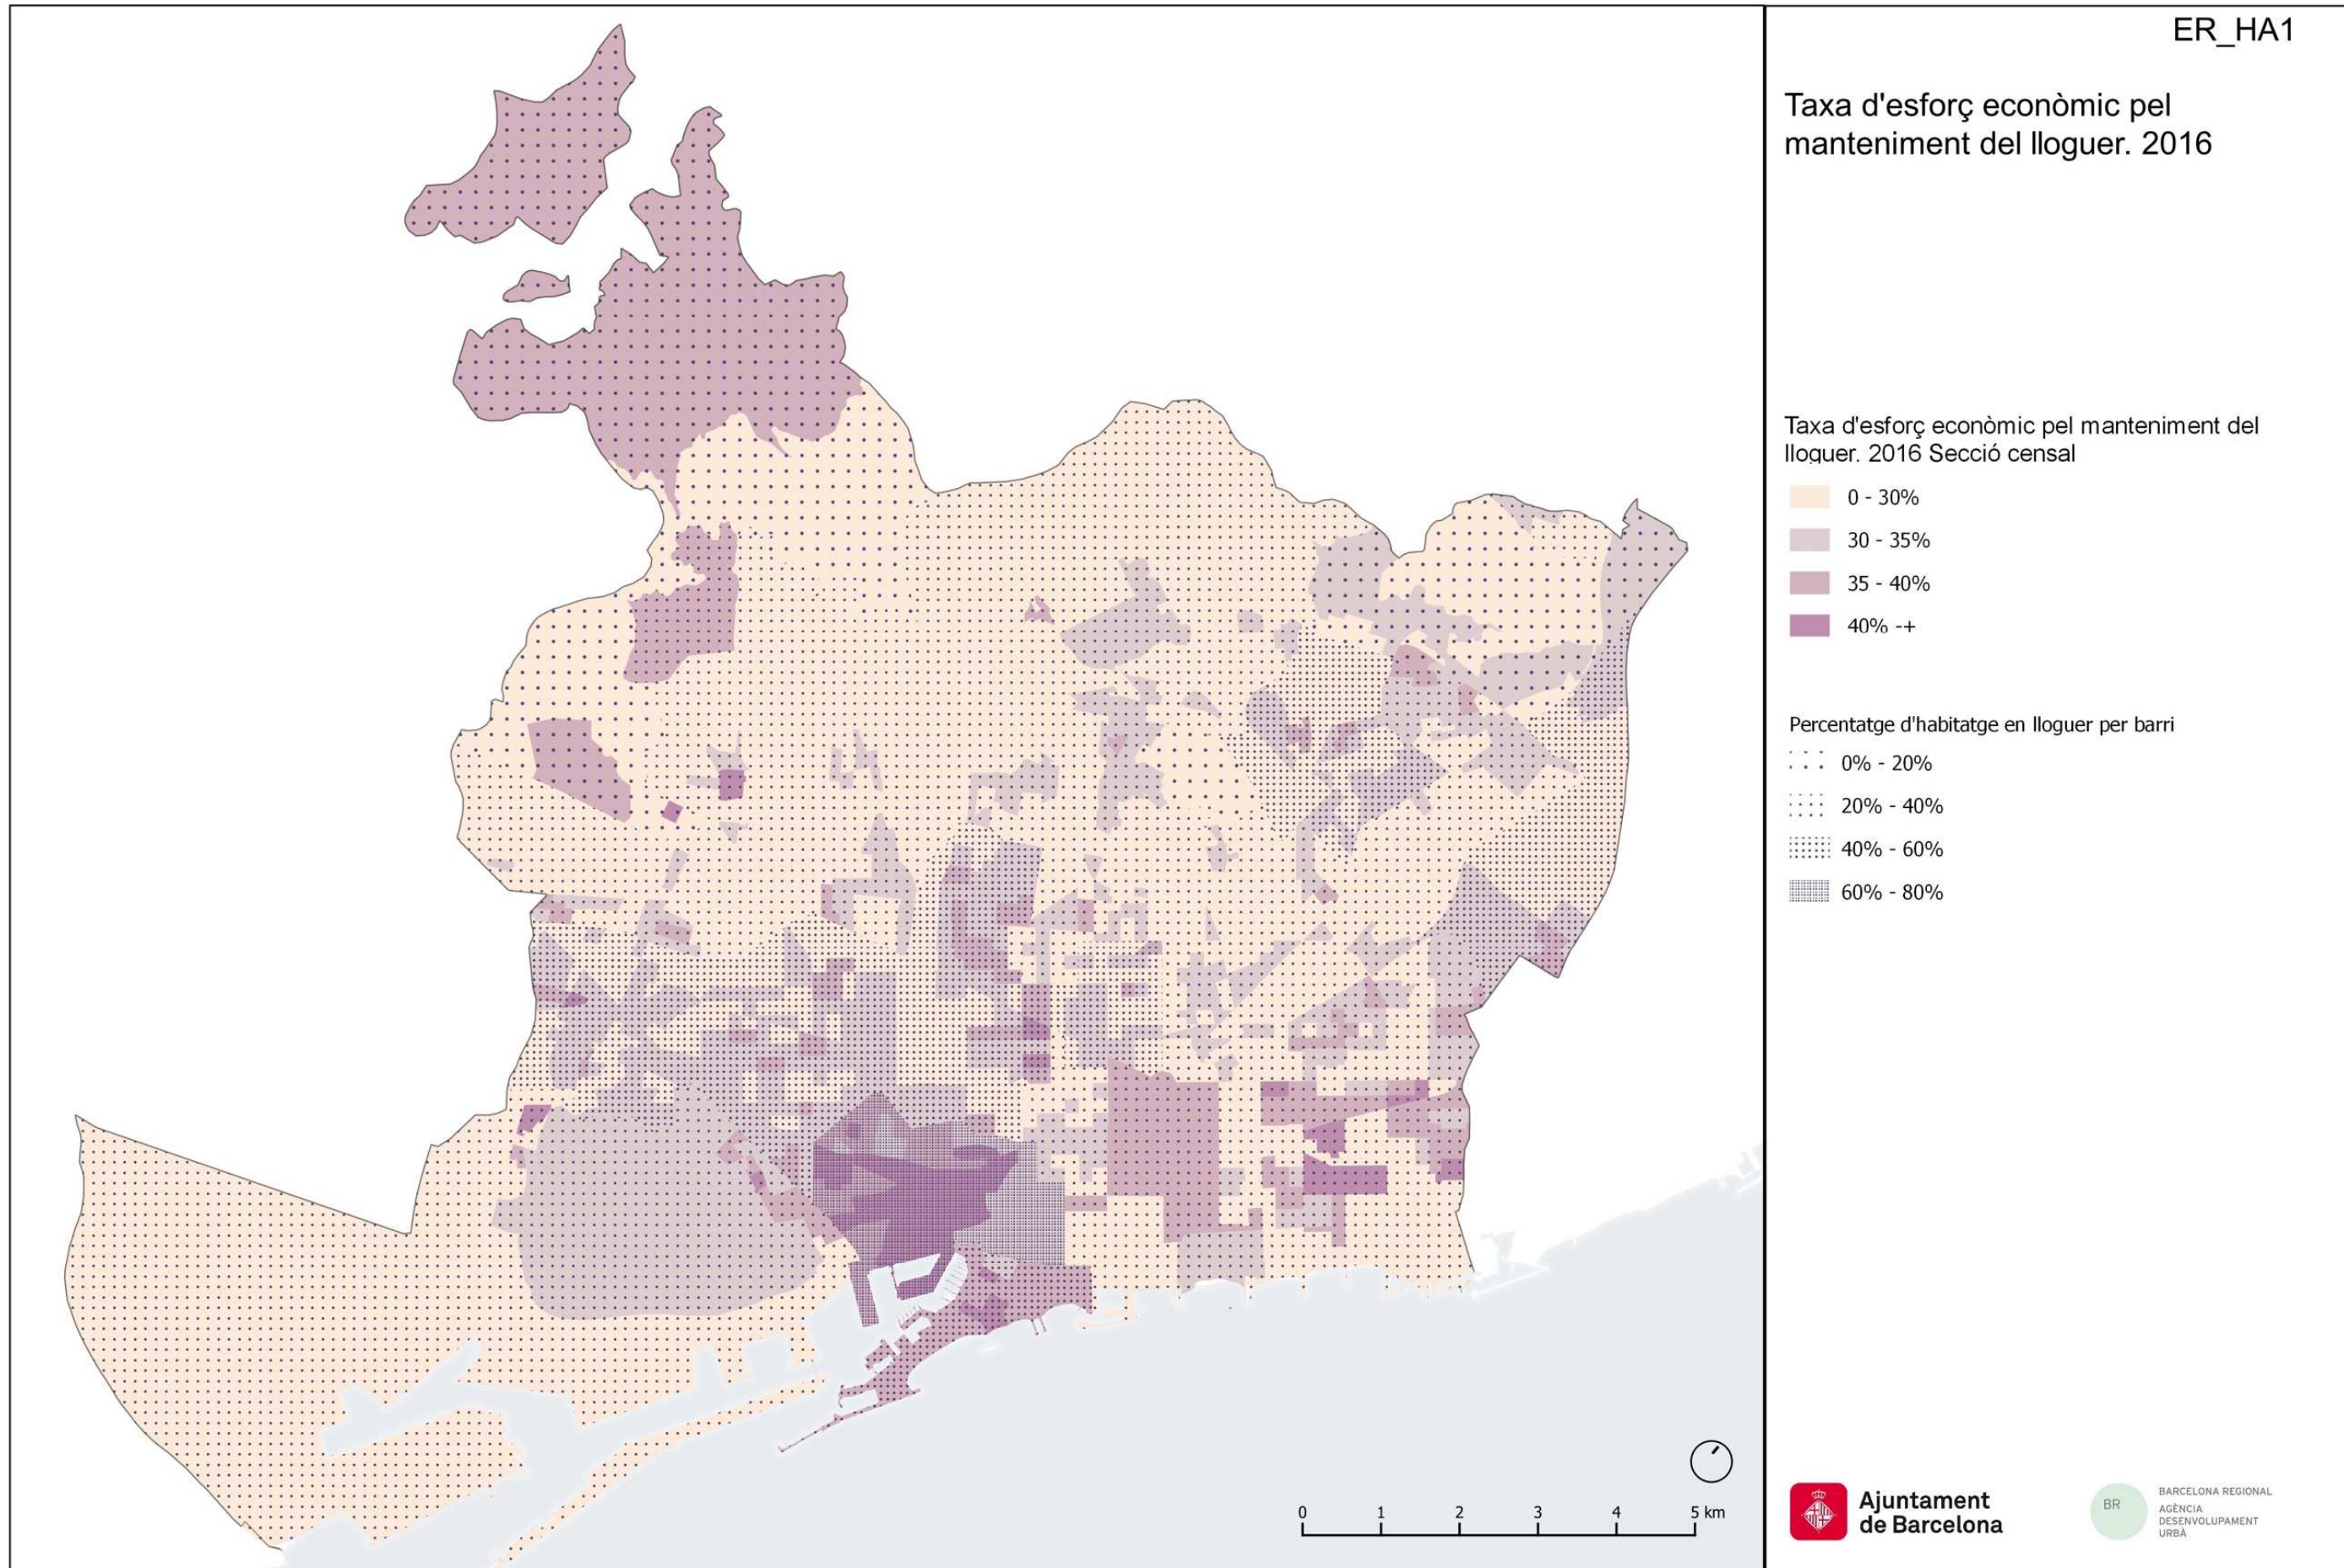 ER_HA1
Taxa d'esforç econòmic pel
manteniment del lloguer. 2016
Taxa d'esforç econòmic pel manteniment del
lloguer. 2016 Secció censal
0 - 30%
30 - 35%
35 - 40%
40% -+
Percentatge d'habitatge en lloguer per barri
0% - 20%
20% - 40%
40% - 60%
60% - 80%
0 1 2 3 4 5 km
Ajuntament
de Barcelona
BR
BARCELONA REGIONAL
AGÈNCIA
DESENVOLUPAMENT
URBÀ